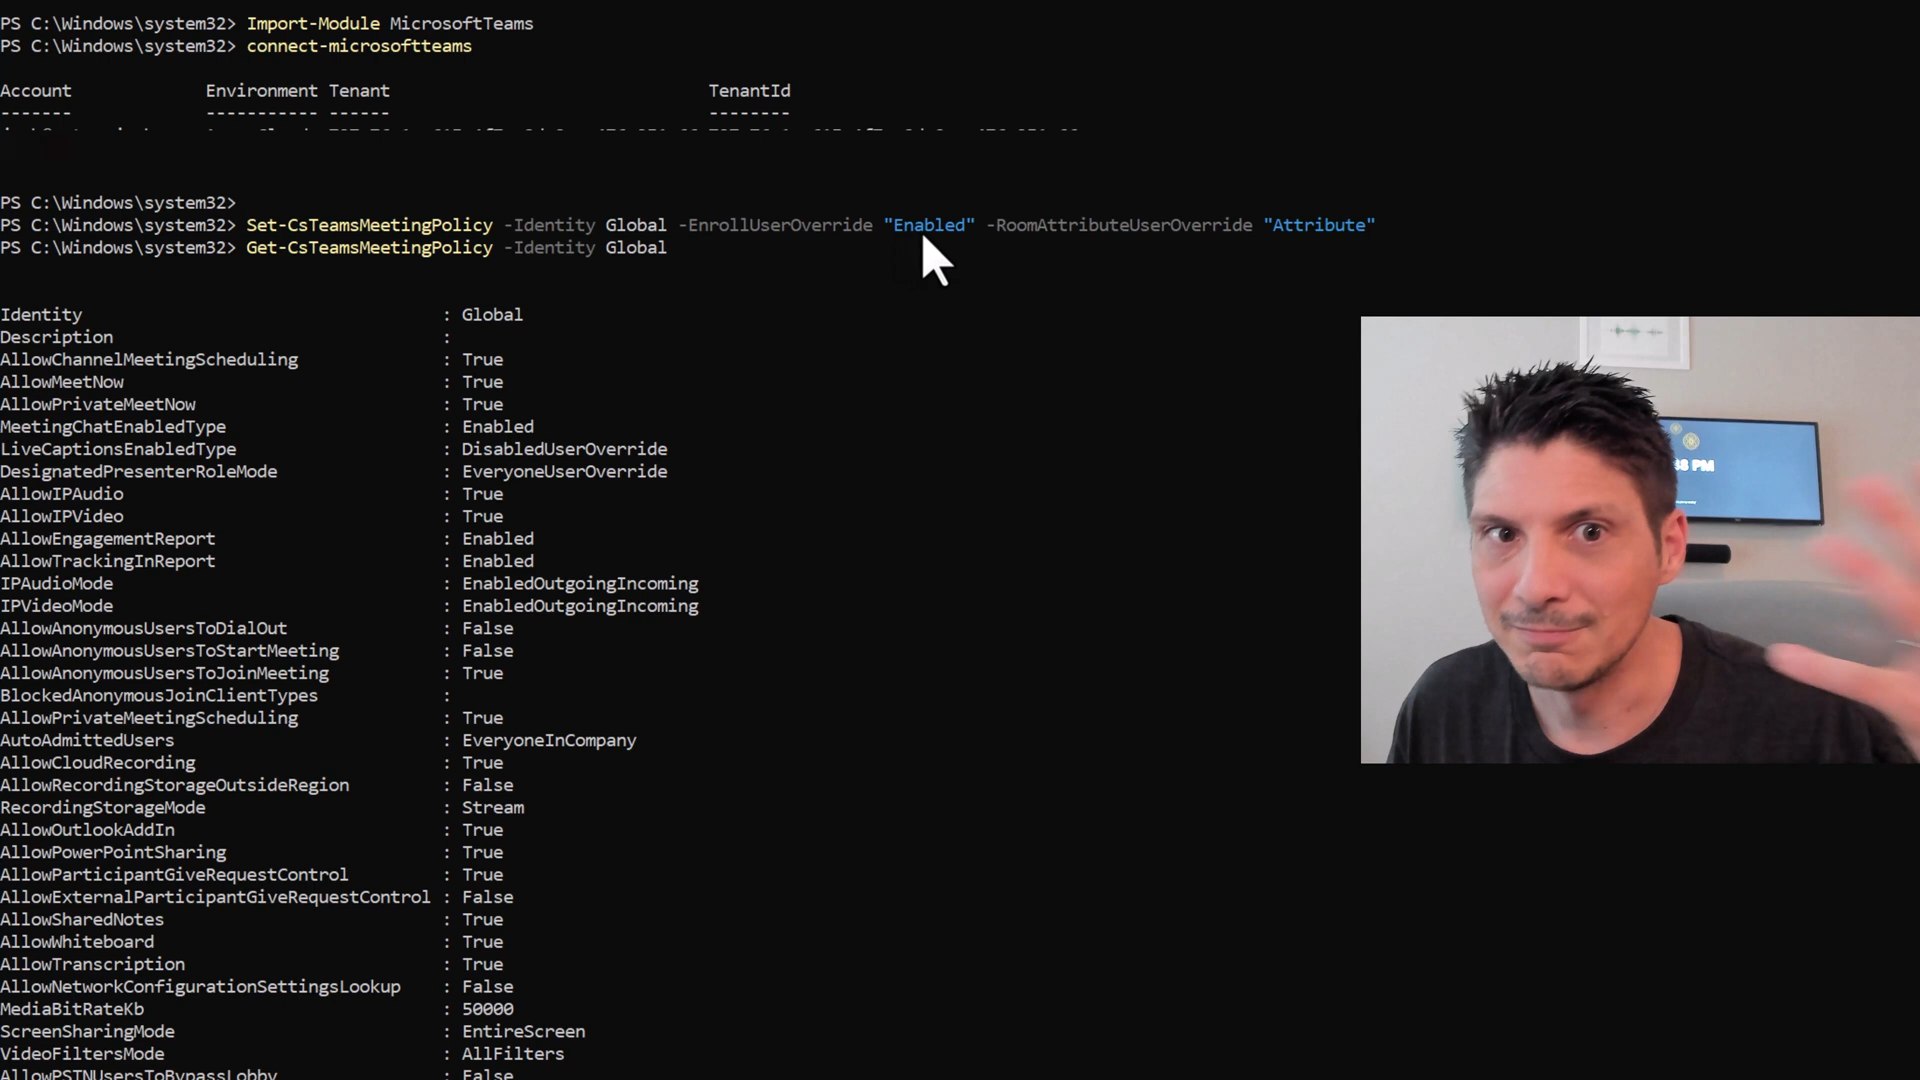 PS C:\Windows\system32> Import-Module MicrosoftTeams
PS C:\Windows\system32> connect-microsoftteams
Account Environment Tenant TenantId
------- ----------- ------ --------
PS C:\Windows\system32>
PS C:\Windows\system32> Set-CsTeamsMeetingPolicy -Identity Global -EnrollUserOverride "Enabled" -RoomAttributeUserOverride "Attribute"
PS C:\Windows\system32> Get-CsTeamsMeetingPolicy -Identity Global
Identity : Global
Description :
AllowChannelMeetingScheduling : True
AllowMeetNow : True
AllowPrivateMeetNow : True
MeetingChatEnabledType : Enabled
LiveCaptionsEnabledType : DisabledUserOverride
DesignatedPresenterRoleMode : EveryoneUserOverride
AllowIPAudio : True
AllowIPVideo : True
AllowEngagementReport : Enabled
AllowTrackingInReport : Enabled
IPAudioMode : EnabledOutgoingIncoming
IPVideoMode : EnabledOutgoingIncoming
AllowAnonymousUsersToDialOut : False
AllowAnonymousUsersToStartMeeting : False
AllowAnonymousUsersToJoinMeeting : True
BlockedAnonymousJoinClientTypes :
AllowPrivateMeetingScheduling : True
AutoAdmittedUsers : EveryoneInCompany
AllowCloudRecording : True
AllowRecordingStorageOutsideRegion : False
RecordingStorageMode : Stream
AllowOutlookAddIn : True
AllowPowerPointSharing : True
AllowParticipantGiveRequestControl : True
AllowExternalParticipantGiveRequestControl : False
AllowSharedNotes : True
AllowWhiteboard : True
AllowTranscription : True
AllowNetworkConfigurationSettingsLookup : False
MediaBitRateKb : 50000
ScreenSharingMode : EntireScreen
VideoFiltersMode : AllFilters
AllowPSTNUsersToBypassLobby : False
8 PM